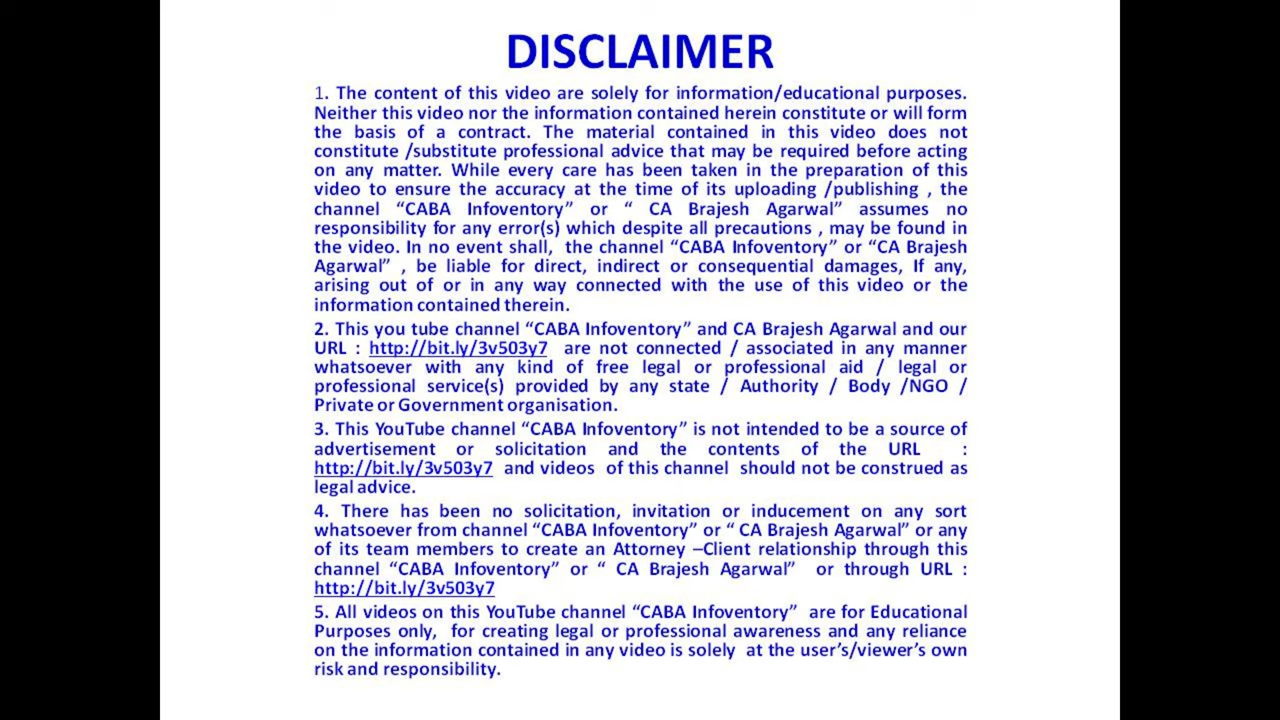 DISCLAIMER
1. The content of this video are solely for information/educational purposes.
Neither this video nor the information contained herein constitute or will form
the basis of a contract. The material contained in this video does not
constitute /substitute professional advice that may be required before acting
on any matter. While every care has been taken in the preparation of this
video to ensure the accuracy at the time of its uploading /publishing , the
channel “CABA Infoventory” or “ CA Brajesh Agarwal” assumes no
responsibility for any error(s) which despite all precautions , may be found in
the video. In no event shall, the channel “CABA Infoventory” or “CA Brajesh
Agarwal” , be liable for direct, indirect or consequential damages, If any,
arising out of or in any way connected with the use of this video or the
information contained therein.
2. This you tube channel “CABA Infoventory” and CA Brajesh Agarwal and our
URL : http://bit.ly/3v503y7 are not connected / associated in any manner
whatsoever with any kind of free legal or professional aid / legal or
professional service(s) provided by any state / Authority / Body /NGO /
Private or Government organisation.
3. This YouTube channel “CABA Infoventory” is not intended to be a source of
advertisement or solicitation and the contents of the URL :
http://bit.ly/3v503y7 and videos of this channel should not be construed as
legal advice.
4. There has been no solicitation, invitation or inducement on any sort
whatsoever from channel “CABA Infoventory” or “ CA Brajesh Agarwal” or any
of its team members to create an Attorney –Client relationship through this
channel “CABA Infoventory” or “ CA Brajesh Agarwal” or through URL :
http://bit.ly/3v503y7
5. All videos on this YouTube channel “CABA Infoventory” are for Educational
Purposes only, for creating legal or professional awareness and any reliance
on the information contained in any video is solely at the user’s/viewer’s own
risk and responsibility.